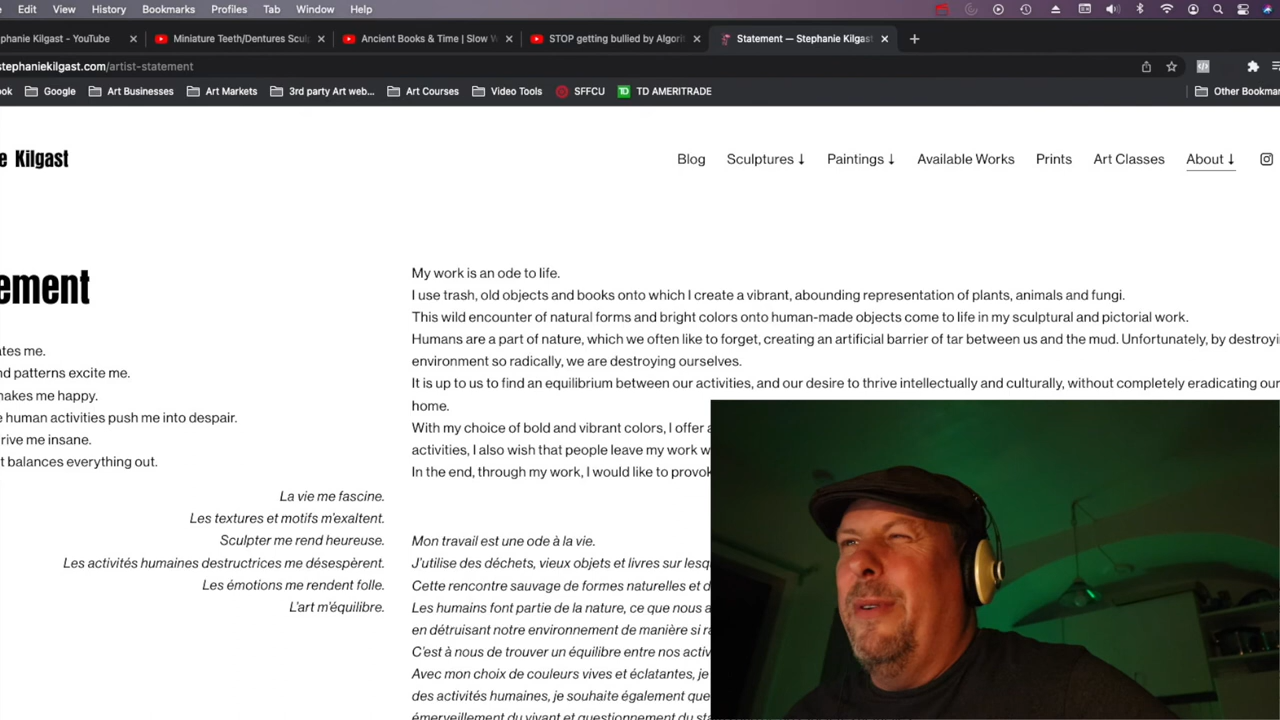 Edit View History Bookmarks Profiles Tab Window Help
phanie Kilgast - YouTube Miniature Teeth/Dentures Scul Ancient Books & Time | Slow STOP getting bullied by Algori Statement — Stephanie Kilgast
stephaniekilgast.com/artist-statement
Google Art Businesses Art Markets 3rd party Art web... Art Courses Video Tools SFFCU TD AMERITRADE Other Bookmar
Kilgast
Blog Sculptures ↓ Paintings ↓ Available Works Prints Art Classes About ↓
ement
ates me.
nd patterns excite me.
makes me happy.
e human activities push me into despair.
rive me insane.
t balances everything out.
La vie me fascine.
Les textures et motifs m'exaltent.
Sculpter me rend heureuse.
Les activités humaines destructrices me désespèrent.
Les émotions me rendent folle.
L'art m'équilibre.
My work is an ode to life.
I use trash, old objects and books onto which I create a vibrant, abounding representation of plants, animals and fungi.
This wild encounter of natural forms and bright colors onto human-made objects come to life in my sculptural and pictorial work.
Humans are a part of nature, which we often like to forget, creating an artificial barrier of tar between us and the mud. Unfortunately, by destroyi
environment so radically, we are destroying ourselves.
It is up to us to find an equilibrium between our activities, and our desire to thrive intellectually and culturally, without completely eradicating our
home.
With my choice of bold and vibrant colors, I offer
activities, I also wish that people leave my work
In the end, through my work, I would like to provok
Mon travail est une ode à la vie.
J'utilise des déchets, vieux objets et livres sur lesq
Cette rencontre sauvage de formes naturelles et d
Les humains font partie de la nature, ce que nous
en détruisant notre environnement de manière si
C'est à nous de trouver un équilibre entre nos activ
Avec mon choix de couleurs vives et éclatantes, je
des activités humaines, je souhaite également que
émerveillement du vivant et questionnement du